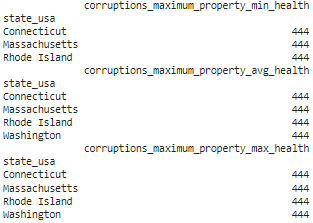 corruptions_maximum_property_min_health
state_usa
Connecticut 444
Massachusetts 444
Rhode Island 444
corruptions_maximum_property_avg_health
state_usa
Connecticut 444
Massachusetts 444
Rhode Island 444
Washington 444
corruptions_maximum_property_max_health
state_usa
Connecticut 444
Massachusetts 444
Rhode Island 444
Washington 444